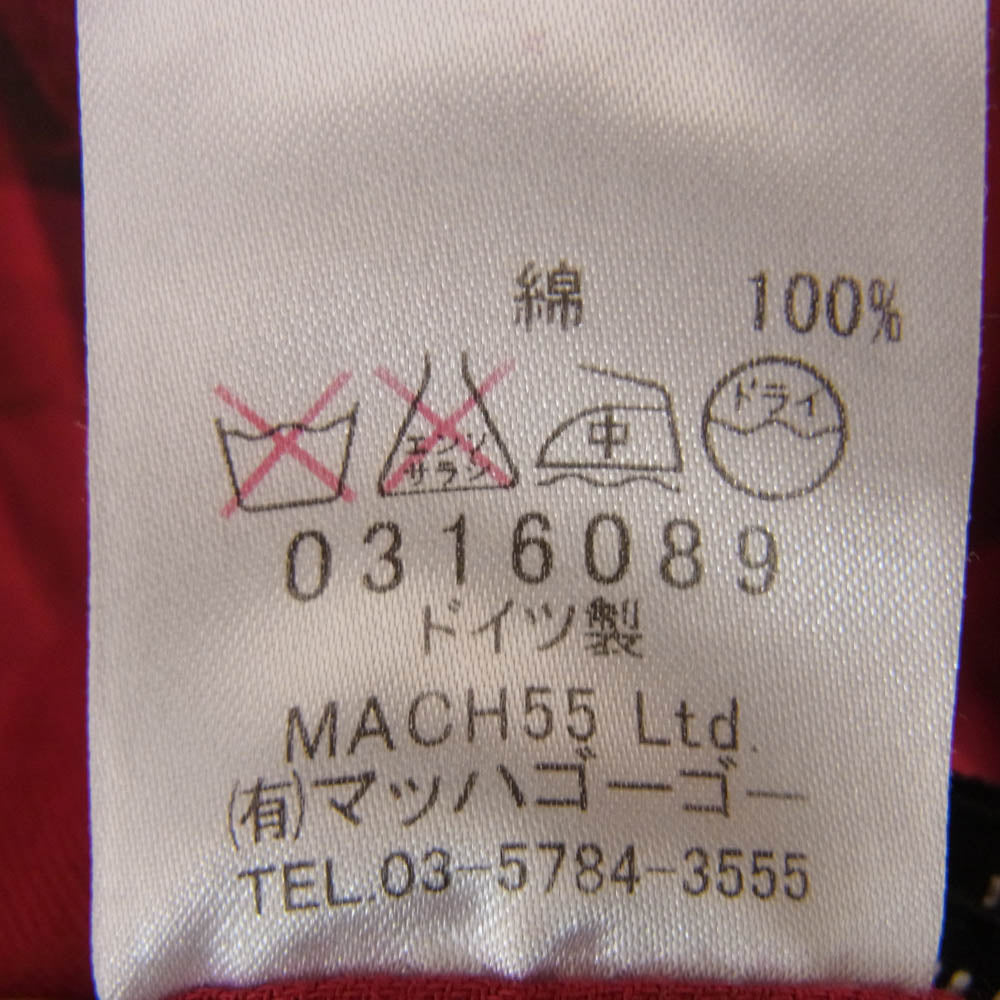 綿 100%
エンソ 中 ドライ
サラシ
0316089
ドイツ製
MACH55 Ltd.
(有)マッハゴーゴー
TEL.03-5784-3555